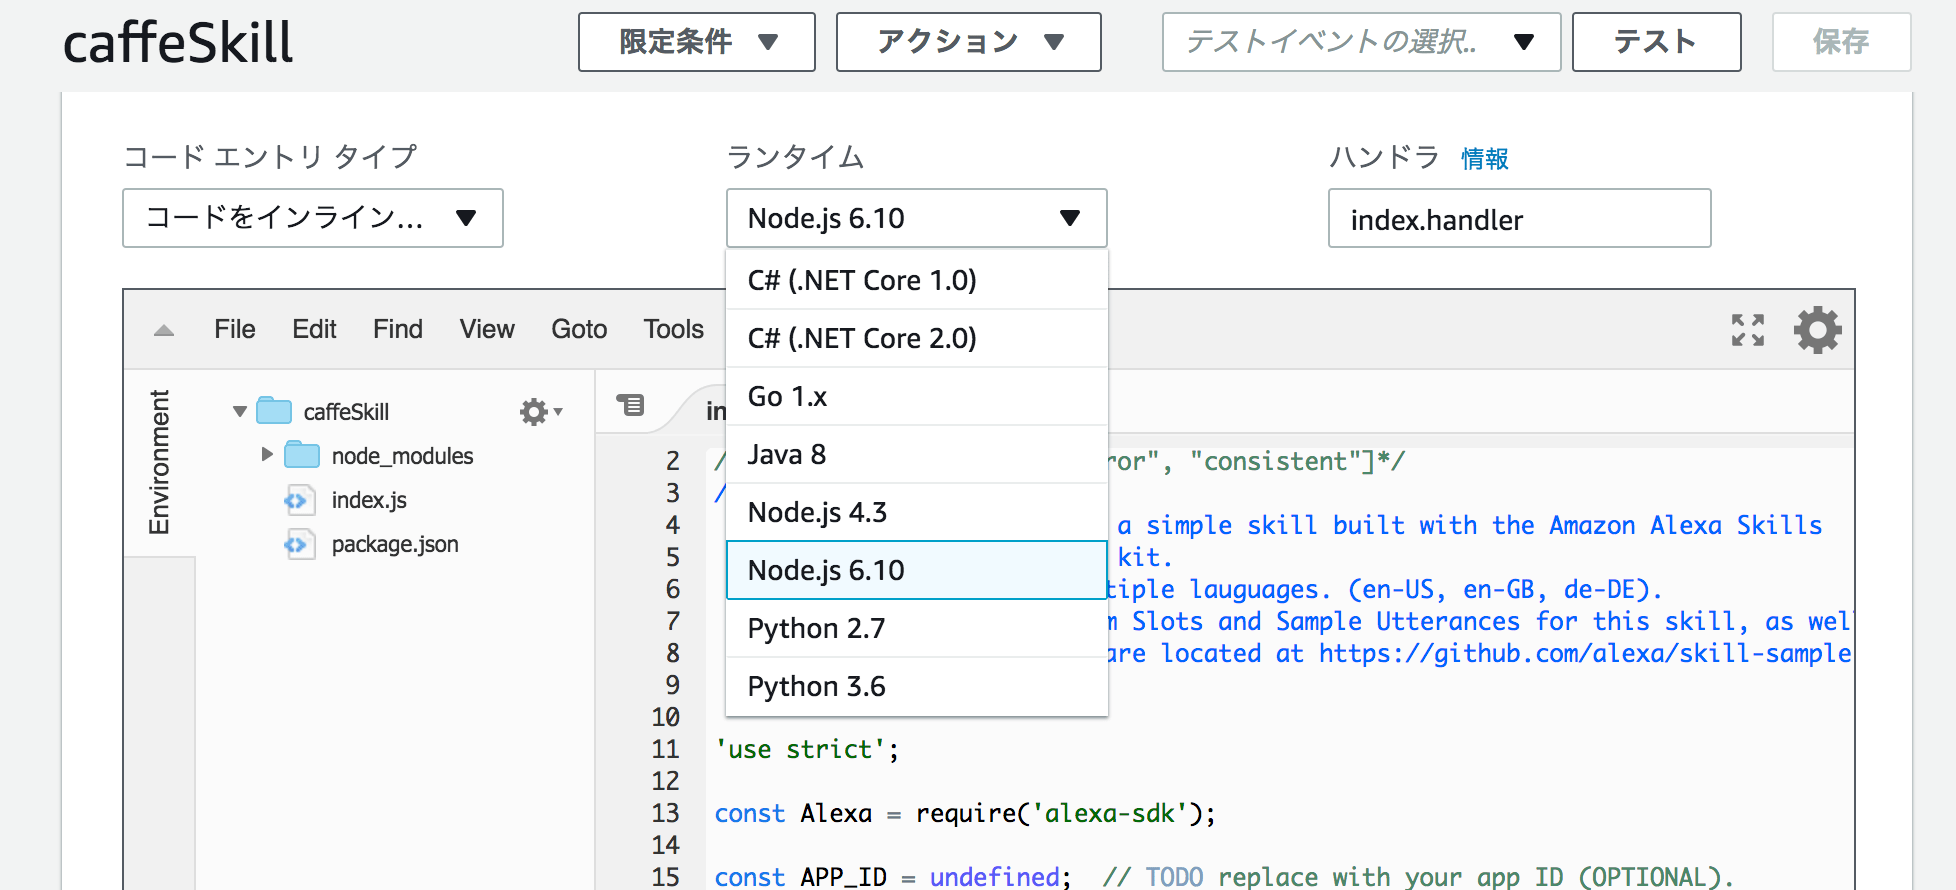 caffeSkill
限定条件
アクション
テストイベントの選択..
テスト
保存
コード エントリ タイプ
ランタイム
ハンドラ 情報
コードをインライン...
Node.js 6.10
index.handler
C# (.NET Core 1.0)
C# (.NET Core 2.0)
Go 1.x
Java 8
Node.js 4.3
Node.js 6.10
Python 2.7
Python 3.6
File Edit Find View Goto Tools
Environment
caffeSkill
node_modules
index.js
package.json
in
2 / ror", "consistent"]*/
3 /
4 a simple skill built with the Amazon Alexa Skills
5 kit.
6 tiple lauguages. (en-US, en-GB, de-DE).
7 m Slots and Sample Utterances for this skill, as wel
8 are located at https://github.com/alexa/skill-sample
9
10
11 'use strict';
12
13 const Alexa = require('alexa-sdk');
14
15 const APP_ID = undefined; // TODO replace with your app ID (OPTIONAL).